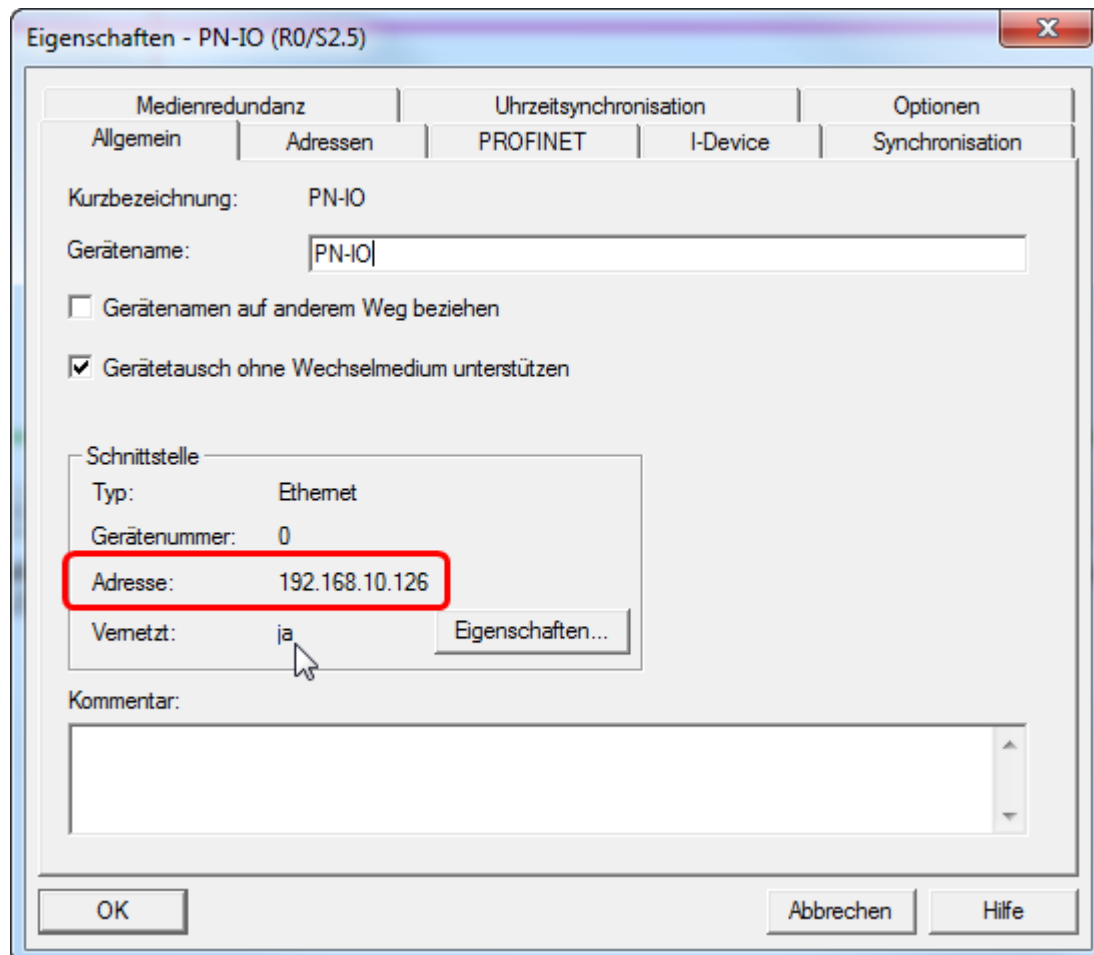 Eigenschaften - PN-IO (R0/S2.5)
Medienredundanz Uhrzeitsynchronisation Optionen
Allgemein Adressen PROFINET I-Device Synchronisation
Kurzbezeichnung: PN-IO
Gerätename: PN-IO
Gerätenamen auf anderem Weg beziehen
Gerätetausch ohne Wechselmedium unterstützen
Schnittstelle
Typ: Ethernet
Gerätenummer: 0
Adresse: 192.168.10.126
Vernetzt: ja Eigenschaften...
Kommentar:
OK Abbrechen Hilfe